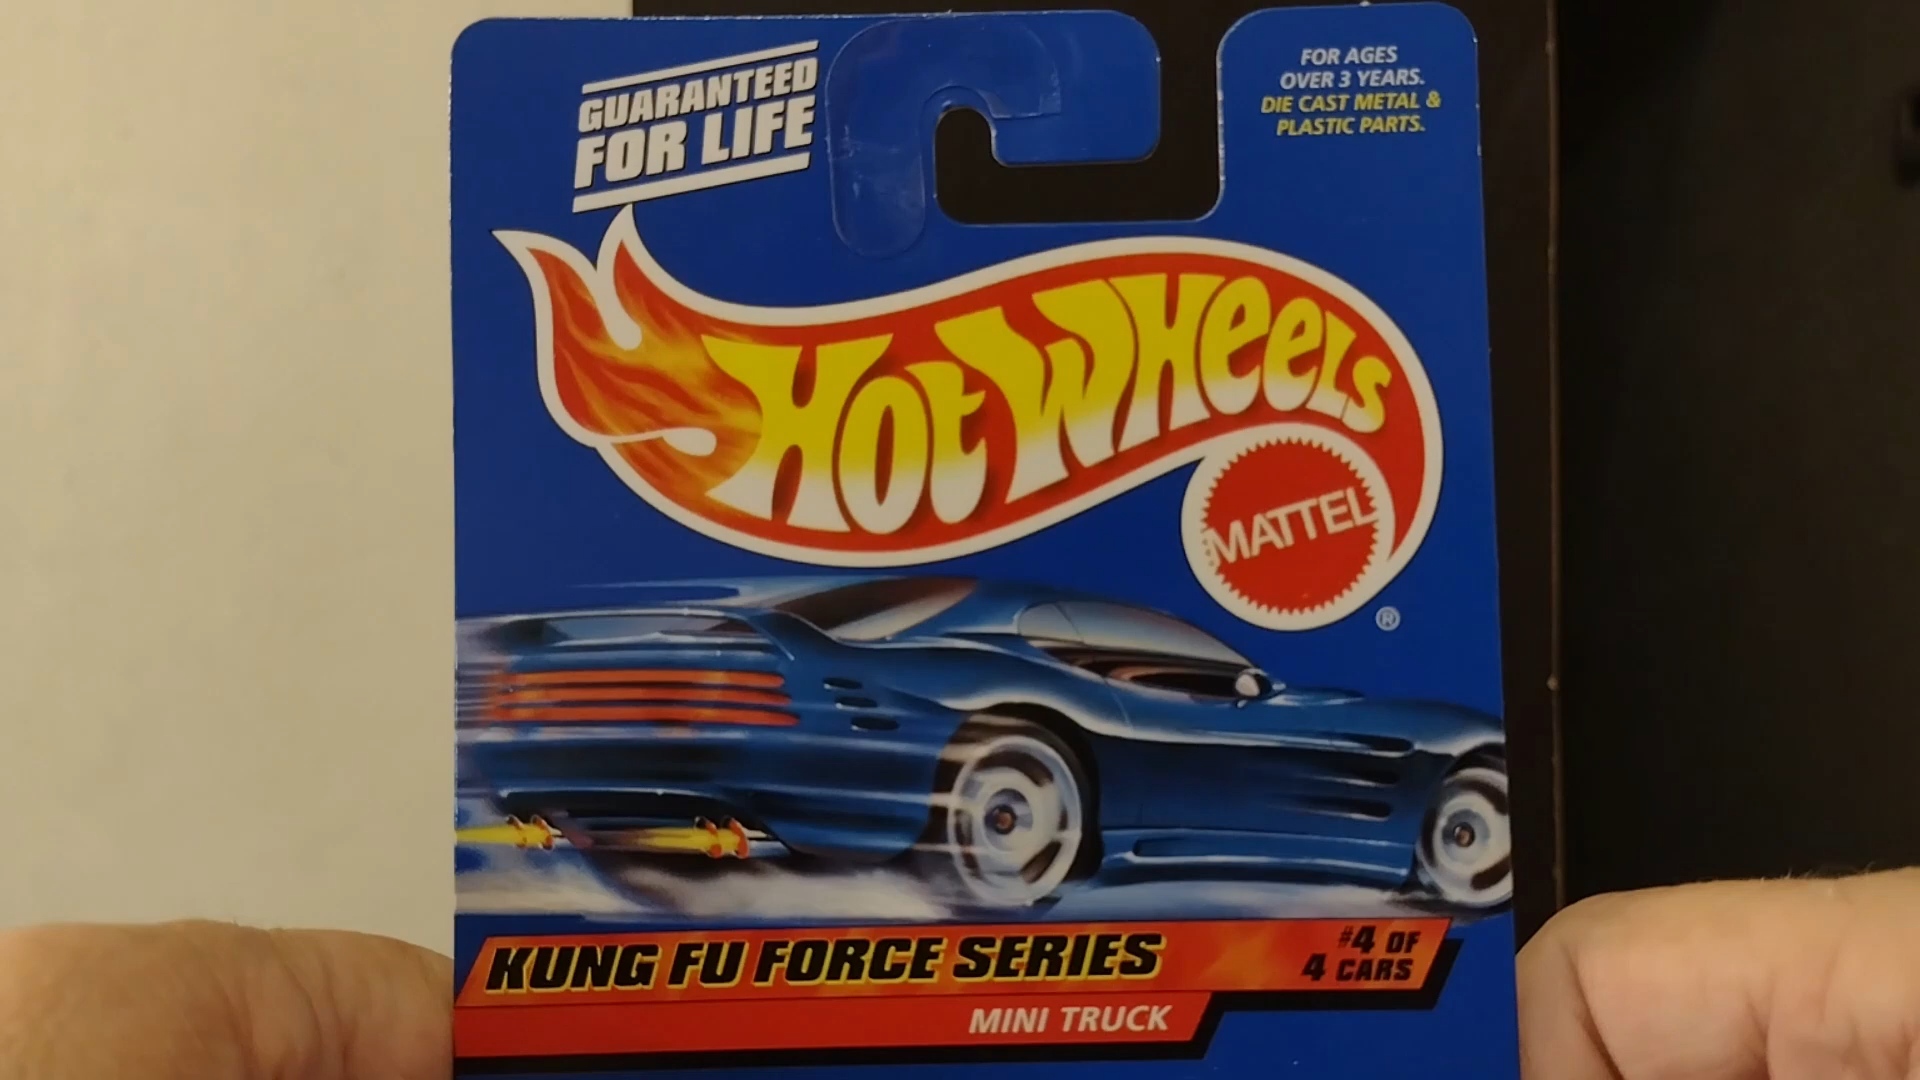 GUARANTEED
FOR LIFE
FOR AGES
OVER 3 YEARS.
DIE CAST METAL &
PLASTIC PARTS.
HOT WHEELS
MATTEL
®
KUNG FU FORCE SERIES
#4 OF
4 CARS
MINI TRUCK